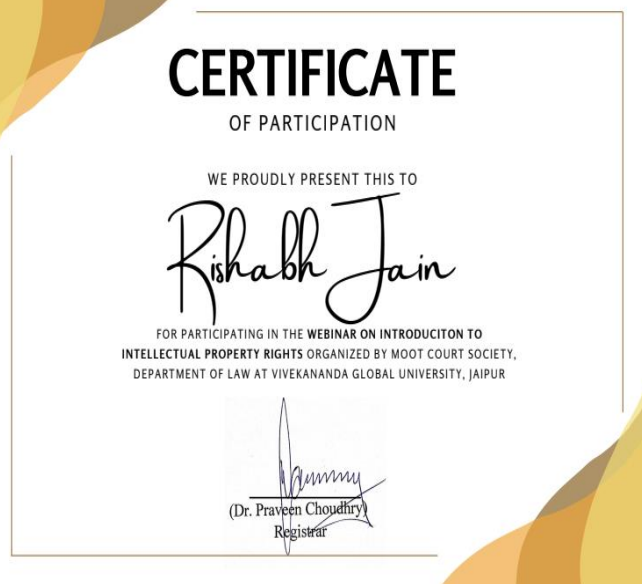 CERTIFICATE
OF PARTICIPATION
WE PROUDLY PRESENT THIS TO
Rishabh Jain
FOR PARTICIPATING IN THE WEBINAR ON INTRODUCITON TO
INTELLECTUAL PROPERTY RIGHTS ORGANIZED BY MOOT COURT SOCIETY,
DEPARTMENT OF LAW AT VIVEKANANDA GLOBAL UNIVERSITY, JAIPUR
(Dr. Praveen Choudhry)
Registrar